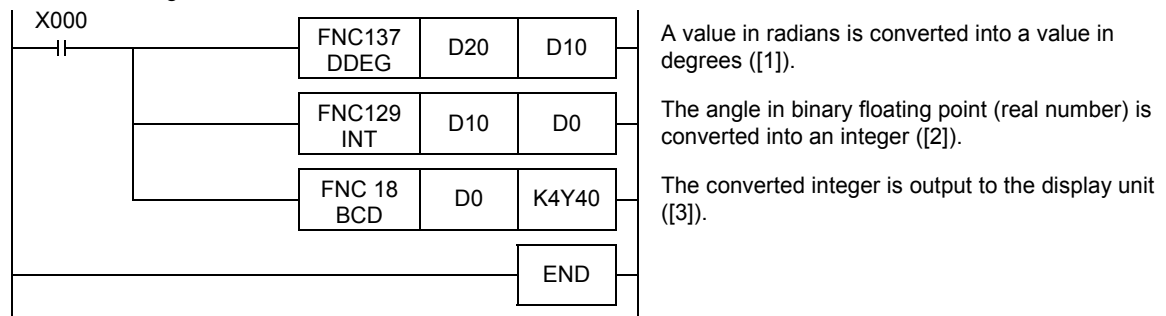 X000
FNC137
DDEG
D20
D10
A value in radians is converted into a value in
degrees ([1]).
FNC129
INT
D10
D0
The angle in binary floating point (real number) is
converted into an integer ([2]).
FNC 18
BCD
D0
K4Y40
The converted integer is output to the display unit
([3]).
END